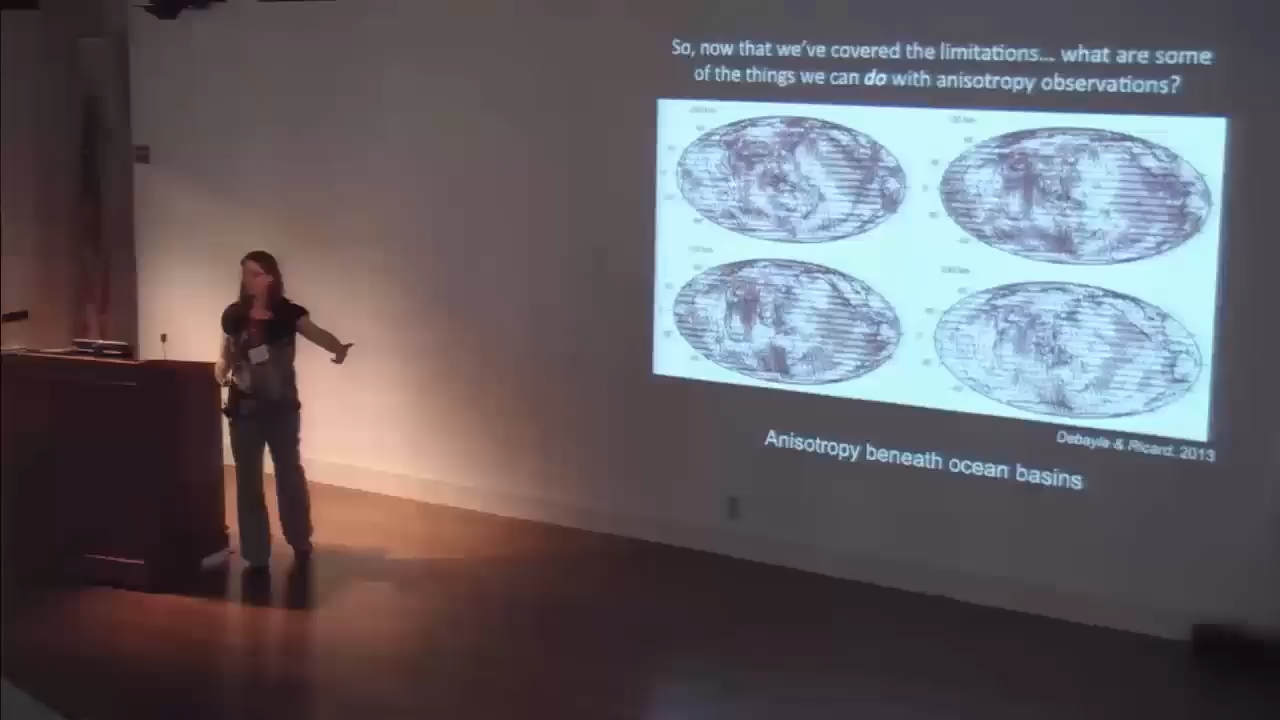 So, now that we've covered the limitations... what are some
of the things we can do with anisotropy observations?
Debayle & Ricard, 2013
Anisotropy beneath ocean basins